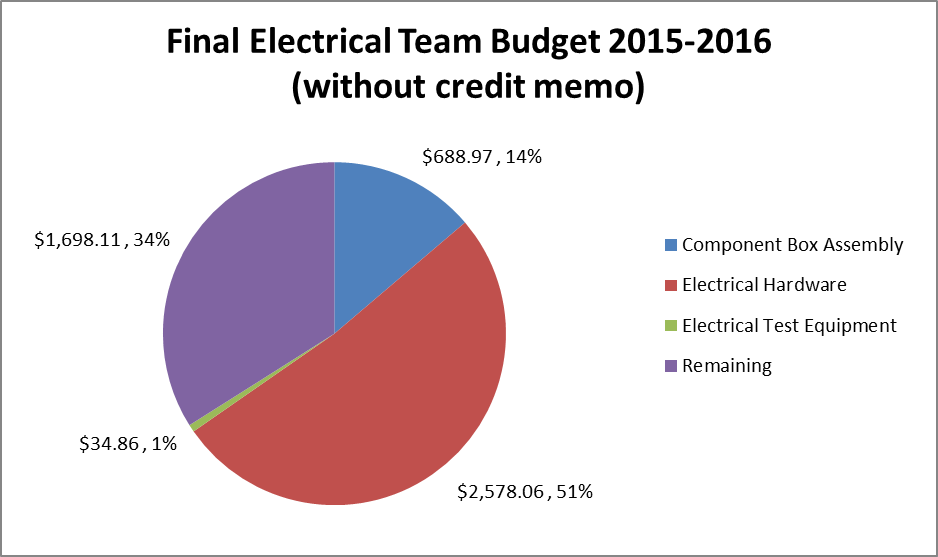 Final Electrical Team Budget 2015-2016
(without credit memo)
$688.97 , 14%
$1,698.11 , 34%
Component Box Assembly
Electrical Hardware
Electrical Test Equipment
Remaining
$34.86 , 1%
$2,578.06 , 51%